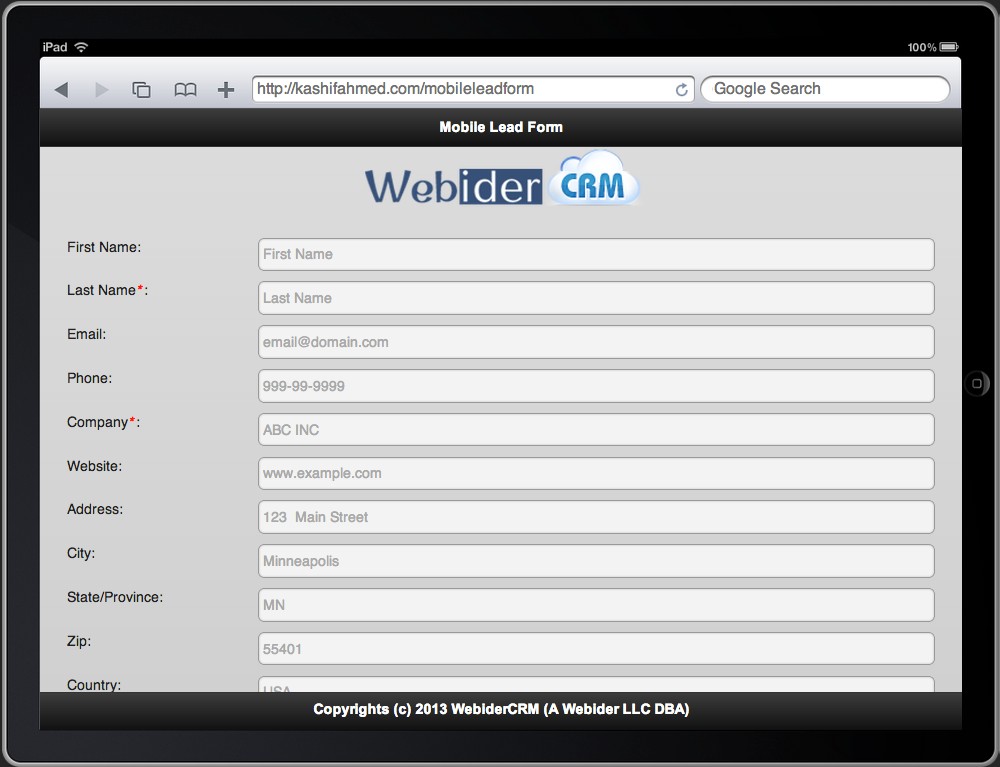 iPad 100%
http://kashifahmed.com/mobileleadform Google Search
Mobile Lead Form
Webider CRM
First Name: First Name
Last Name*: Last Name
Email: email@domain.com
Phone: 999-99-9999
Company*: ABC INC
Website: www.example.com
Address: 123  Main Street
City: Minneapolis
State/Province: MN
Zip: 55401
Country: USA
Copyrights (c) 2013 WebiderCRM (A Webider LLC DBA)